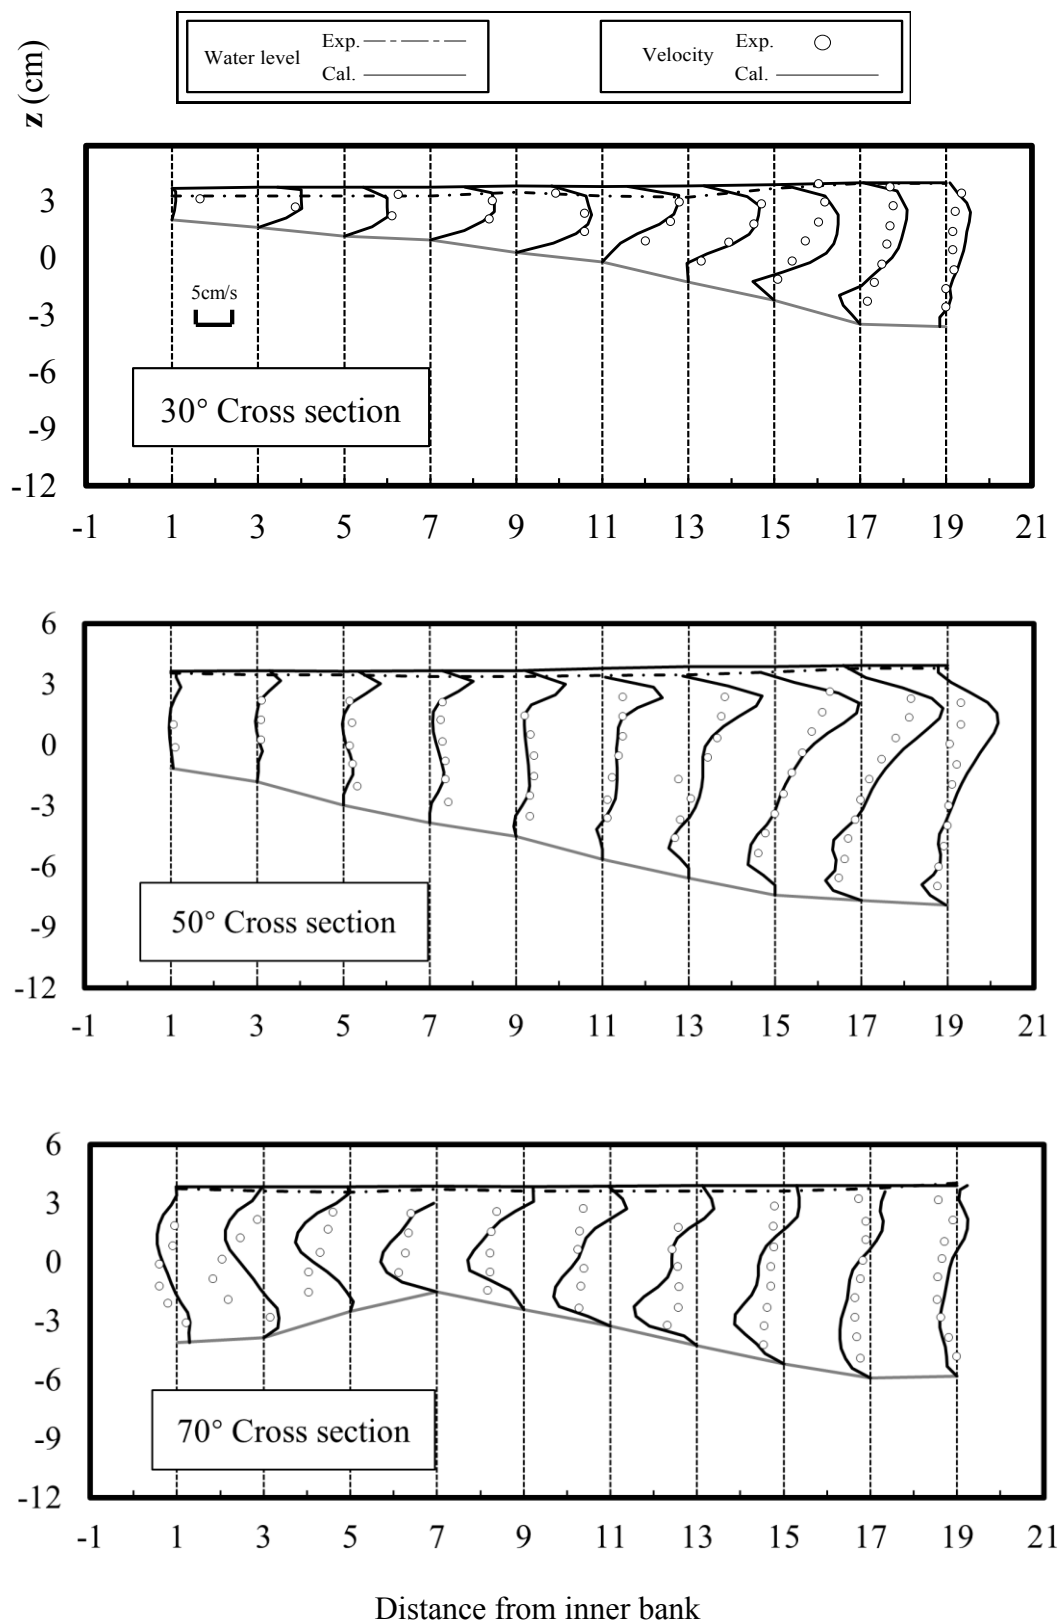 Water level Exp. Cal. Velocity Exp. Cal.
z (cm)
3
0
-3
-6
-9
-12
5cm/s
30° Cross section
-1 1 3 5 7 9 11 13 15 17 19 21
6
3
0
-3
-6
-9
-12
50° Cross section
-1 1 3 5 7 9 11 13 15 17 19 21
6
3
0
-3
-6
-9
-12
70° Cross section
-1 1 3 5 7 9 11 13 15 17 19 21
Distance from inner bank